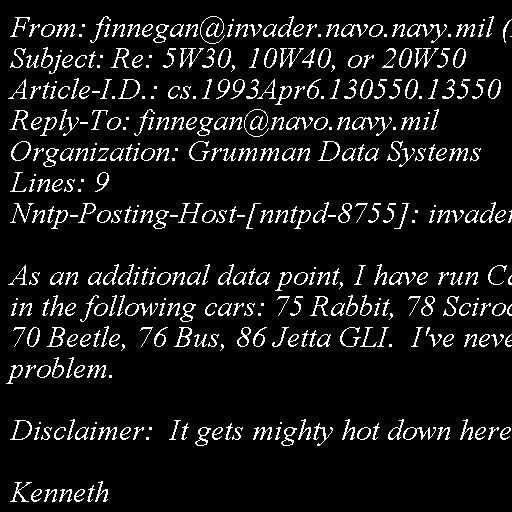 From: finnegan@invader.navo.navy.mil (
Subject: Re: 5W30, 10W40, or 20W50
Article-I.D.: cs.1993Apr6.130550.13550
Reply-To: finnegan@navo.navy.mil
Organization: Grumman Data Systems
Lines: 9
Nntp-Posting-Host-[nntpd-8755]: invader

As an additional data point, I have run
in the following cars: 75 Rabbit, 78
70 Beetle, 76 Bus, 86 Jetta GLI.  I've
problem.

Disclaimer:  It gets mighty hot down here

Kenneth